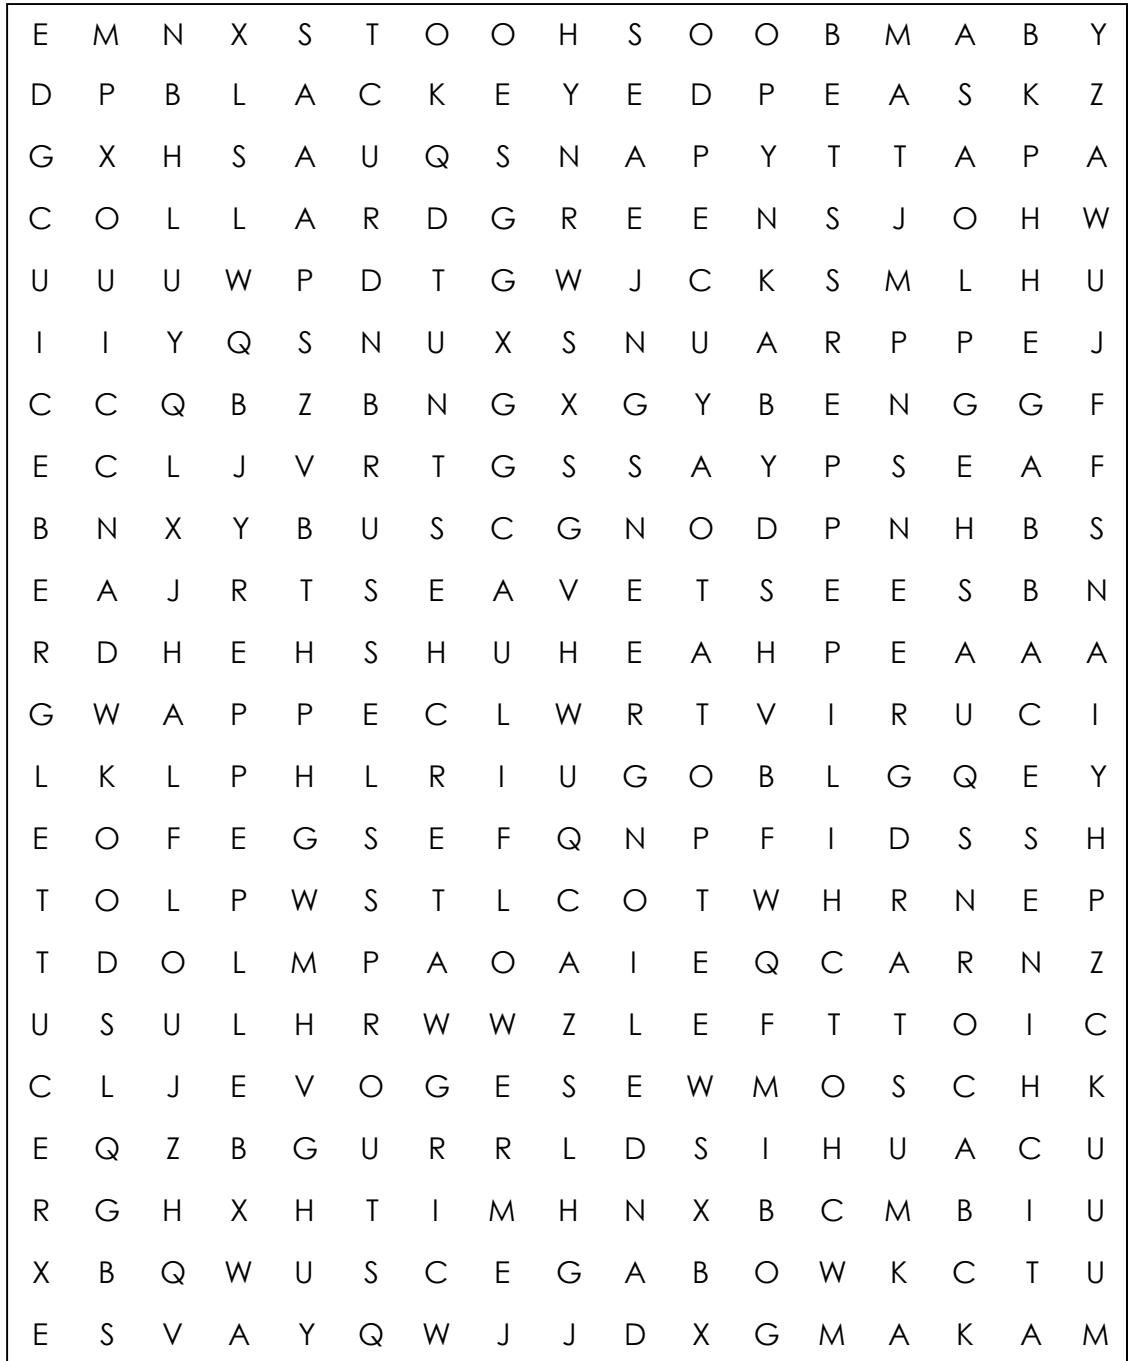 E M N X S T O O H S O O B M A B Y
D P B L A C K E Y E D P E A S K Z
G X H S A U Q S N A P Y T T A P A
C O L L A R D G R E E N S J O H W
U U U W P D T G W J C K S M L H U
I I Y Q S N U X S N U A R P P E J
C C Q B Z B N G X G Y B E N G G F
E C L J V R T G S S A Y P S E A F
B N X Y B U S C G N O D P N H B S
E A J R T S E A V E T S E E S B N
R D H E H S H U H E A H P E A A A
G W A P P E C L W R T V I R U C I
L K L P H L R I U G O B L G Q E Y
E O F E G S E F Q N P F I D S S H
T O L P W S T L C O T W H R N E P
T D O L M P A O A I E Q C A R N Z
U S U L H R W W Z L E F T T O I C
C L J E V O G E S E W M O S C H K
E Q Z B G U R R L D S I H U A C U
R G H X H T I M H N X B C M B I U
X B Q W U S C E G A B O W K C T U
E S V A Y Q W J J D X G M A K A M